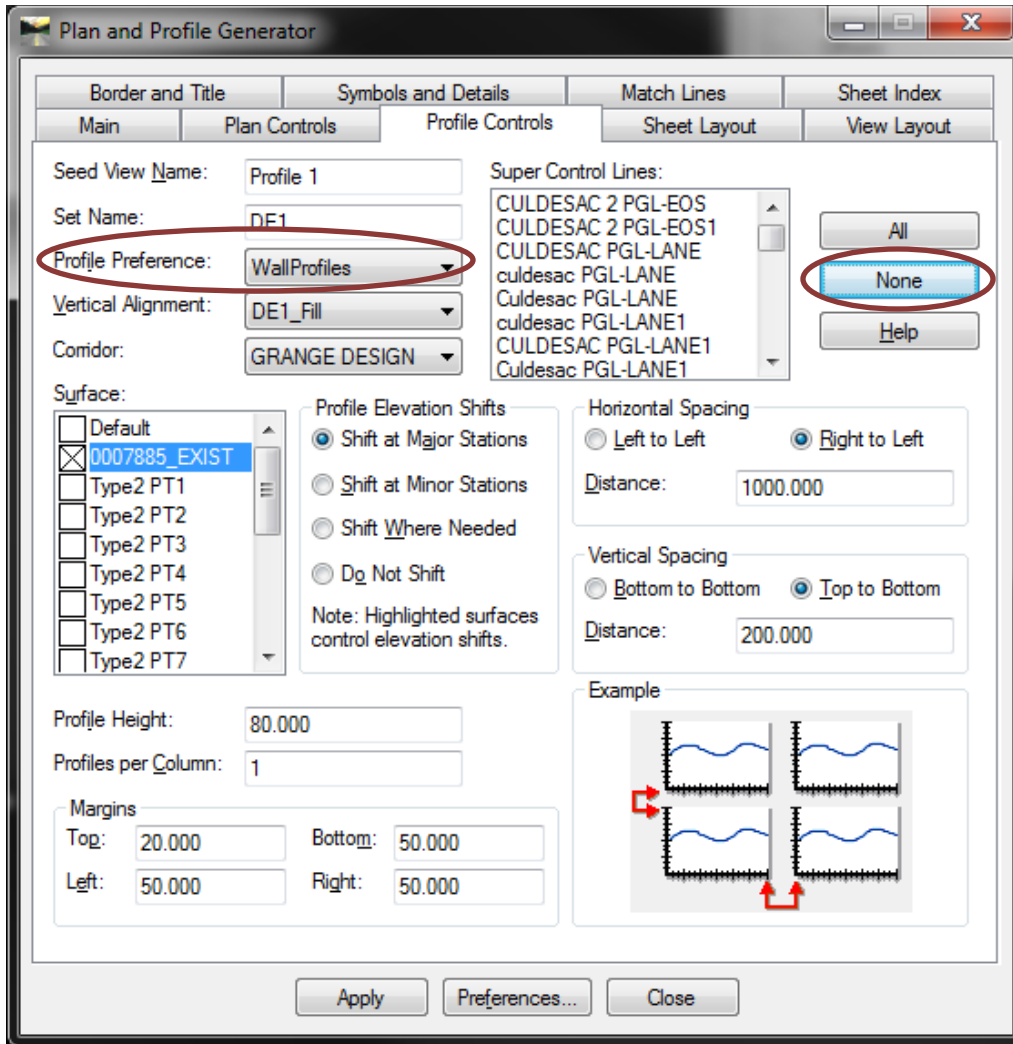 Plan and Profile Generator
Border and Title
Symbols and Details
Match Lines
Sheet Index
Main
Plan Controls
Profile Controls
Sheet Layout
View Layout
Seed View Name:
Profile 1
Set Name:
DE1
Profile Preference:
WallProfiles
Vertical Alignment:
DE1_Fill
Corridor:
GRANGE DESIGN
Super Control Lines:
CULDESAC 2 PGL-EOS
CULDESAC 2 PGL-EOS1
CULDESAC PGL-LANE
culdesac PGL-LANE
Culdesac PGL-LANE
culdesac PGL-LANE1
CULDESAC PGL-LANE1
Culdesac PGL-LANE1
All
None
Help
Surface:
Default
0007885_EXIST
Type2 PT1
Type2 PT2
Type2 PT3
Type2 PT4
Type2 PT5
Type2 PT6
Type2 PT7
Profile Elevation Shifts
Shift at Major Stations
Shift at Minor Stations
Shift Where Needed
Do Not Shift
Note: Highlighted surfaces
control elevation shifts.
Horizontal Spacing
Left to Left
Right to Left
Distance:
1000.000
Vertical Spacing
Bottom to Bottom
Top to Bottom
Distance:
200.000
Profile Height:
80.000
Profiles per Column:
1
Margins
Top:
20.000
Bottom:
50.000
Left:
50.000
Right:
50.000
Example
Apply
Preferences...
Close